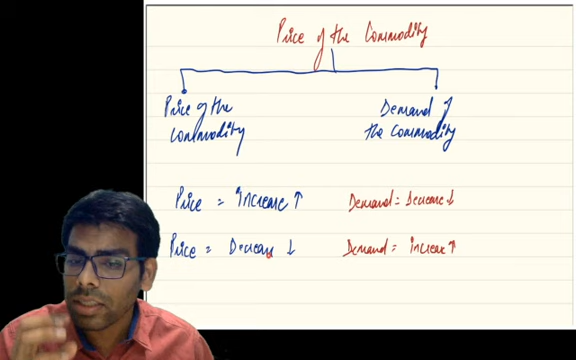 Price of the Commodity
Price of the
Commodity
Demand of
the Commodity
Price = Increase ↑
Demand = Decrease ↓
Price = Decrease ↓
Demand = Increase ↑